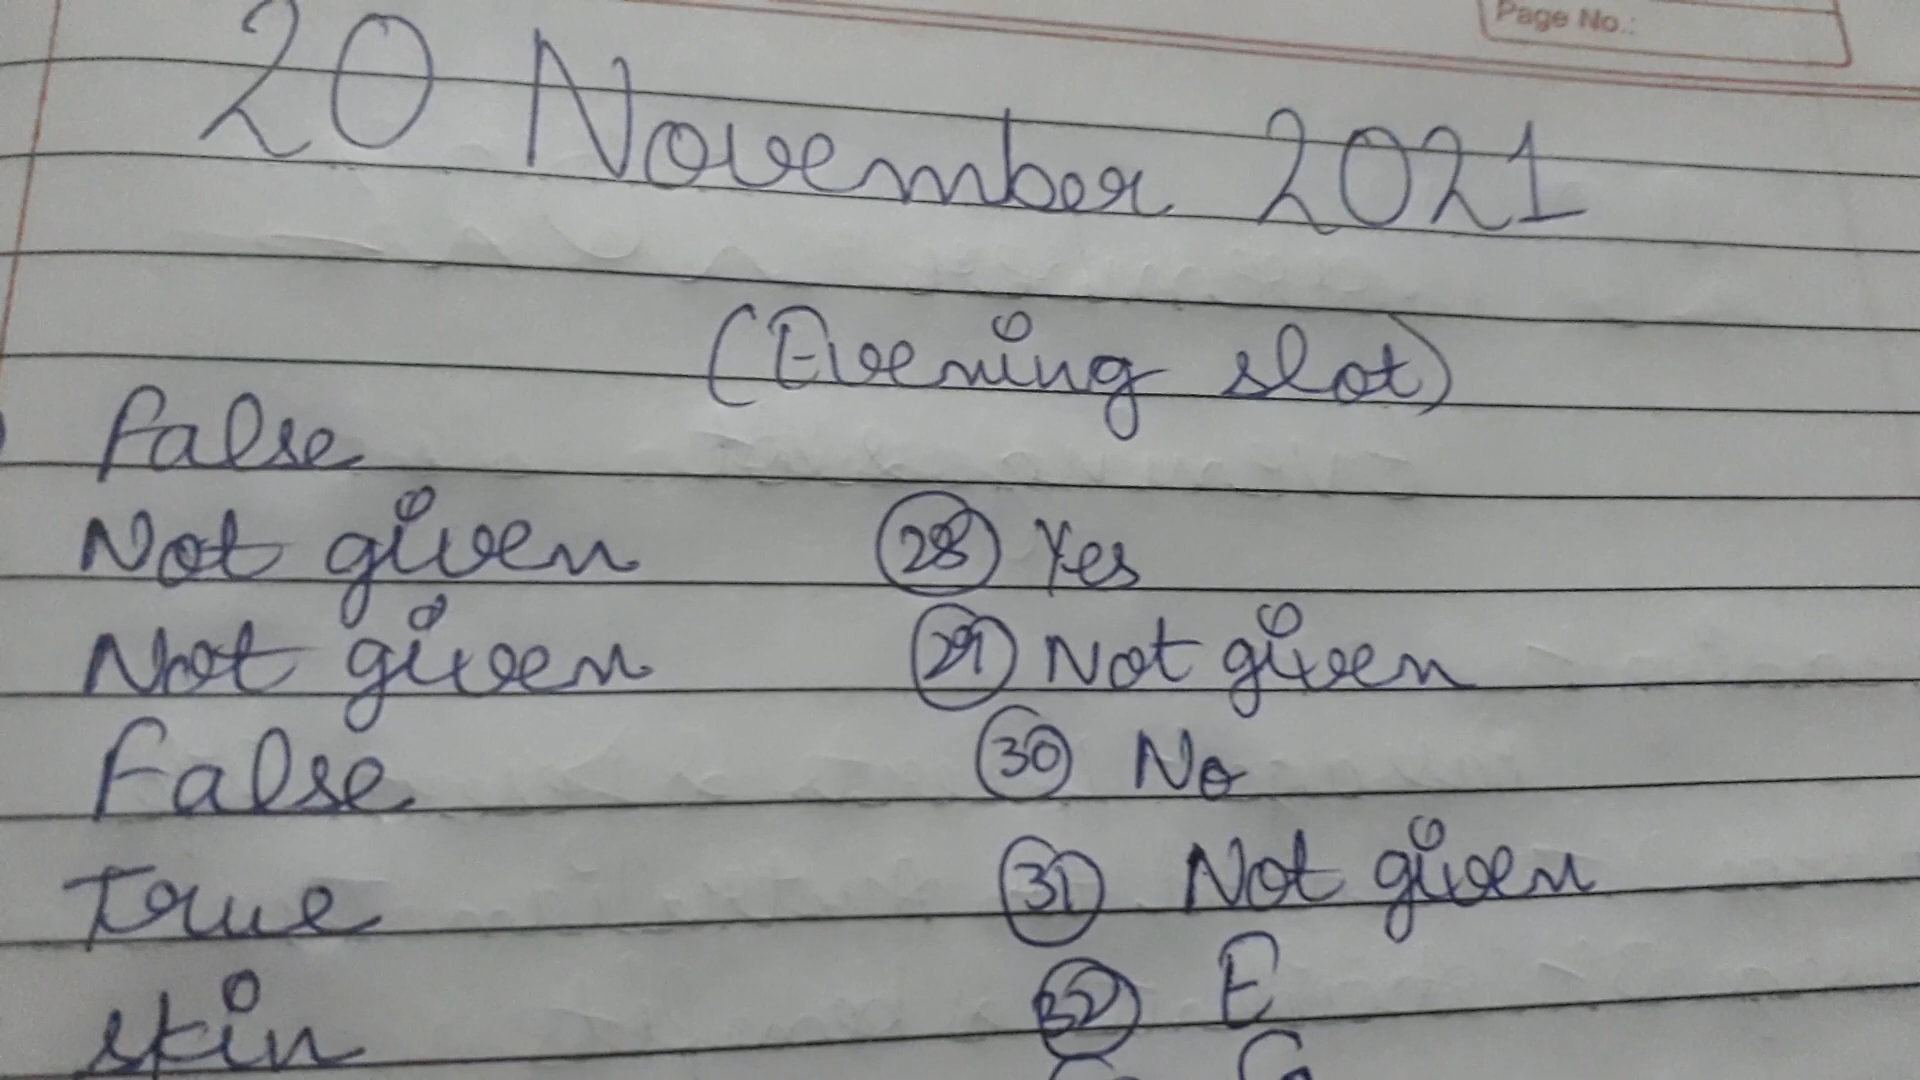 Page No.:
20 November 2021
(Evening slot)
False
Not given
28 Yes
Not given
29 Not given
False
30 No
True
31 Not given
skin
32 E